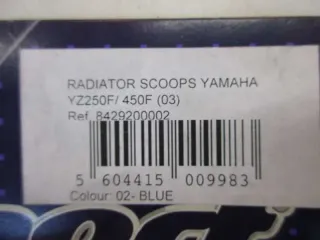 RADIATOR SCOOPS YAMAHA
YZ250F/ 450F (03)
Ref. 8429200002
5 604415 009983
Colour: 02- BLUE